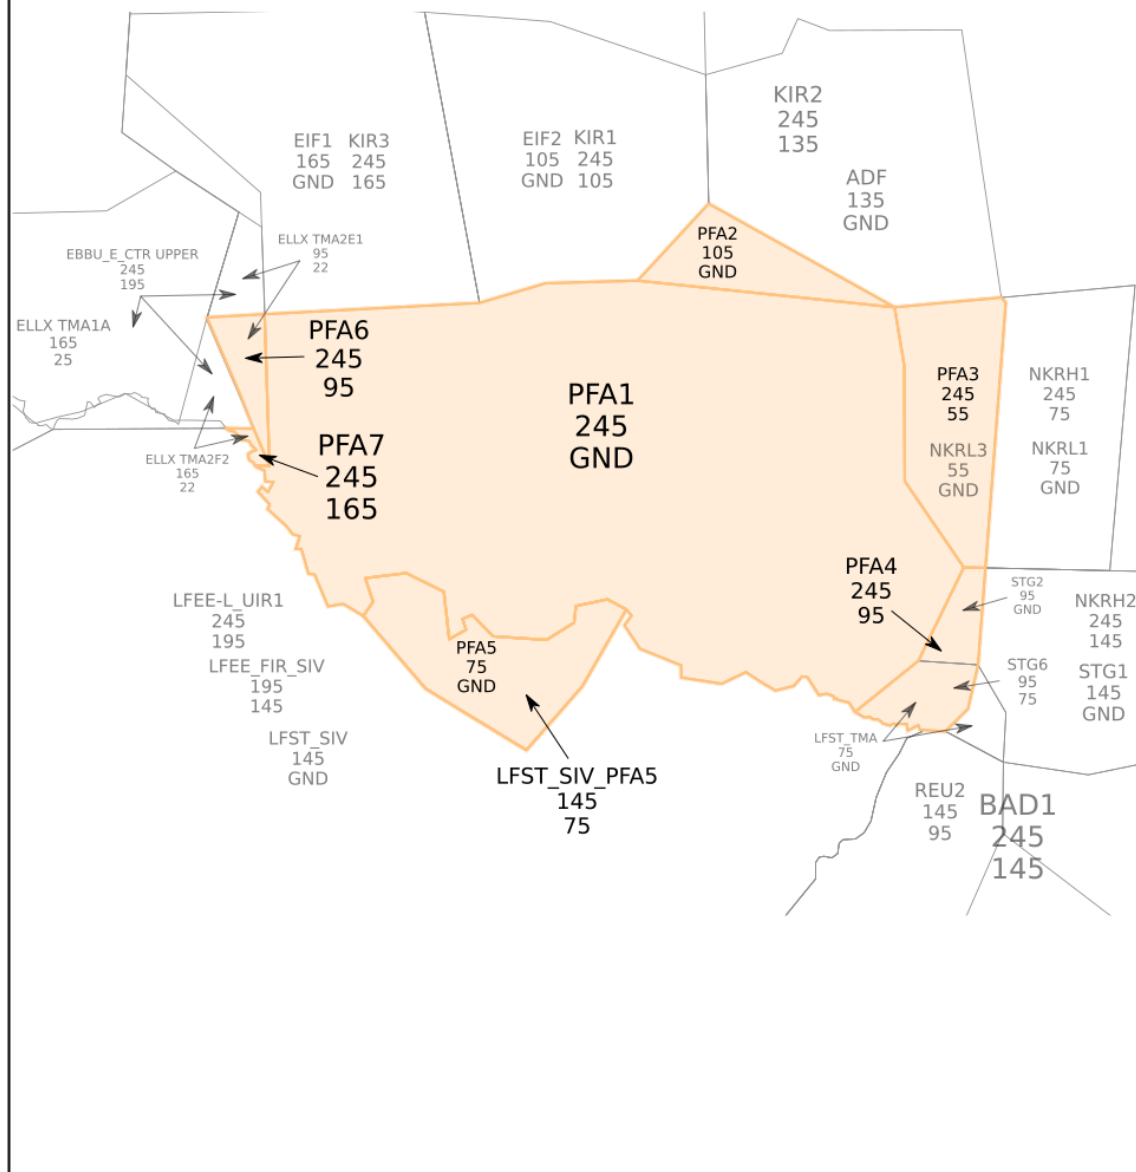 KIR2
245
135
EIF1
165
GND
KIR3
245
165
EIF2
105
GND
KIR1
245
105
ADF
135
GND
PFA2
105
GND
ELLX TMA2E1
95
22
EBBU_E_CTR UPPER
245
195
ELLX TMA1A
165
25
PFA6
245
95
PFA1
245
GND
PFA3
245
55
NKRH1
245
75
PFA7
245
165
ELLX TMA2F2
165
22
NKRL3
55
GND
NKRL1
75
GND
PFA4
245
95
STG2
95
GND
NKRH2
245
145
LFEE-L_UIR1
245
195
LFEE_FIR_SIV
195
145
LFST_SIV
145
GND
PFA5
75
GND
STG6
95
75
STG1
145
GND
LFST_TMA
75
GND
LFST_SIV_PFA5
145
75
REU2
145
95
BAD1
245
145